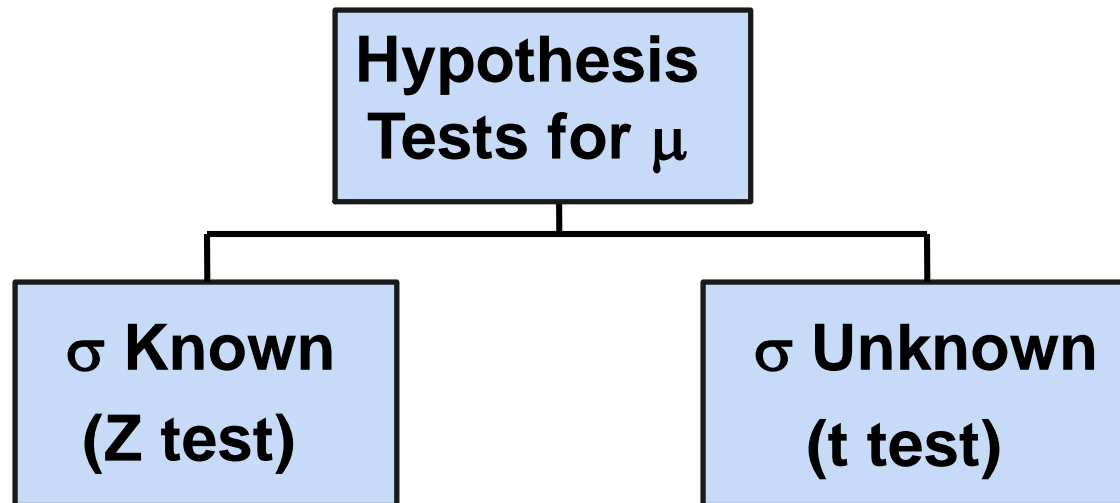 Hypothesis
Tests for μ
σ Known
(Z test)
σ Unknown
(t test)